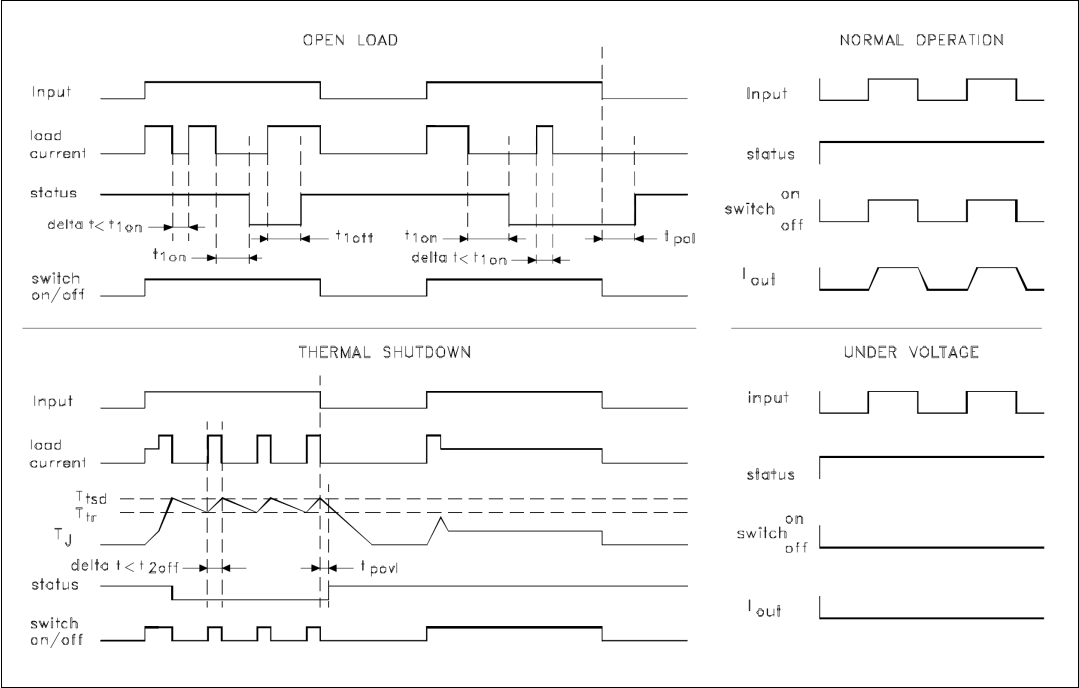 OPEN LOAD
Input
load
current
status
delta t< t1on
t1on
t1off
t1on
delta t< t1on
tpol
switch
on/off
NORMAL OPERATION
Input
status
switch on
off
Iout
THERMAL SHUTDOWN
Input
load
current
Ttsd
Ttr
TJ
delta t< t2off
tpovl
status
switch
on/off
UNDER VOLTAGE
input
status
switch on
off
Iout